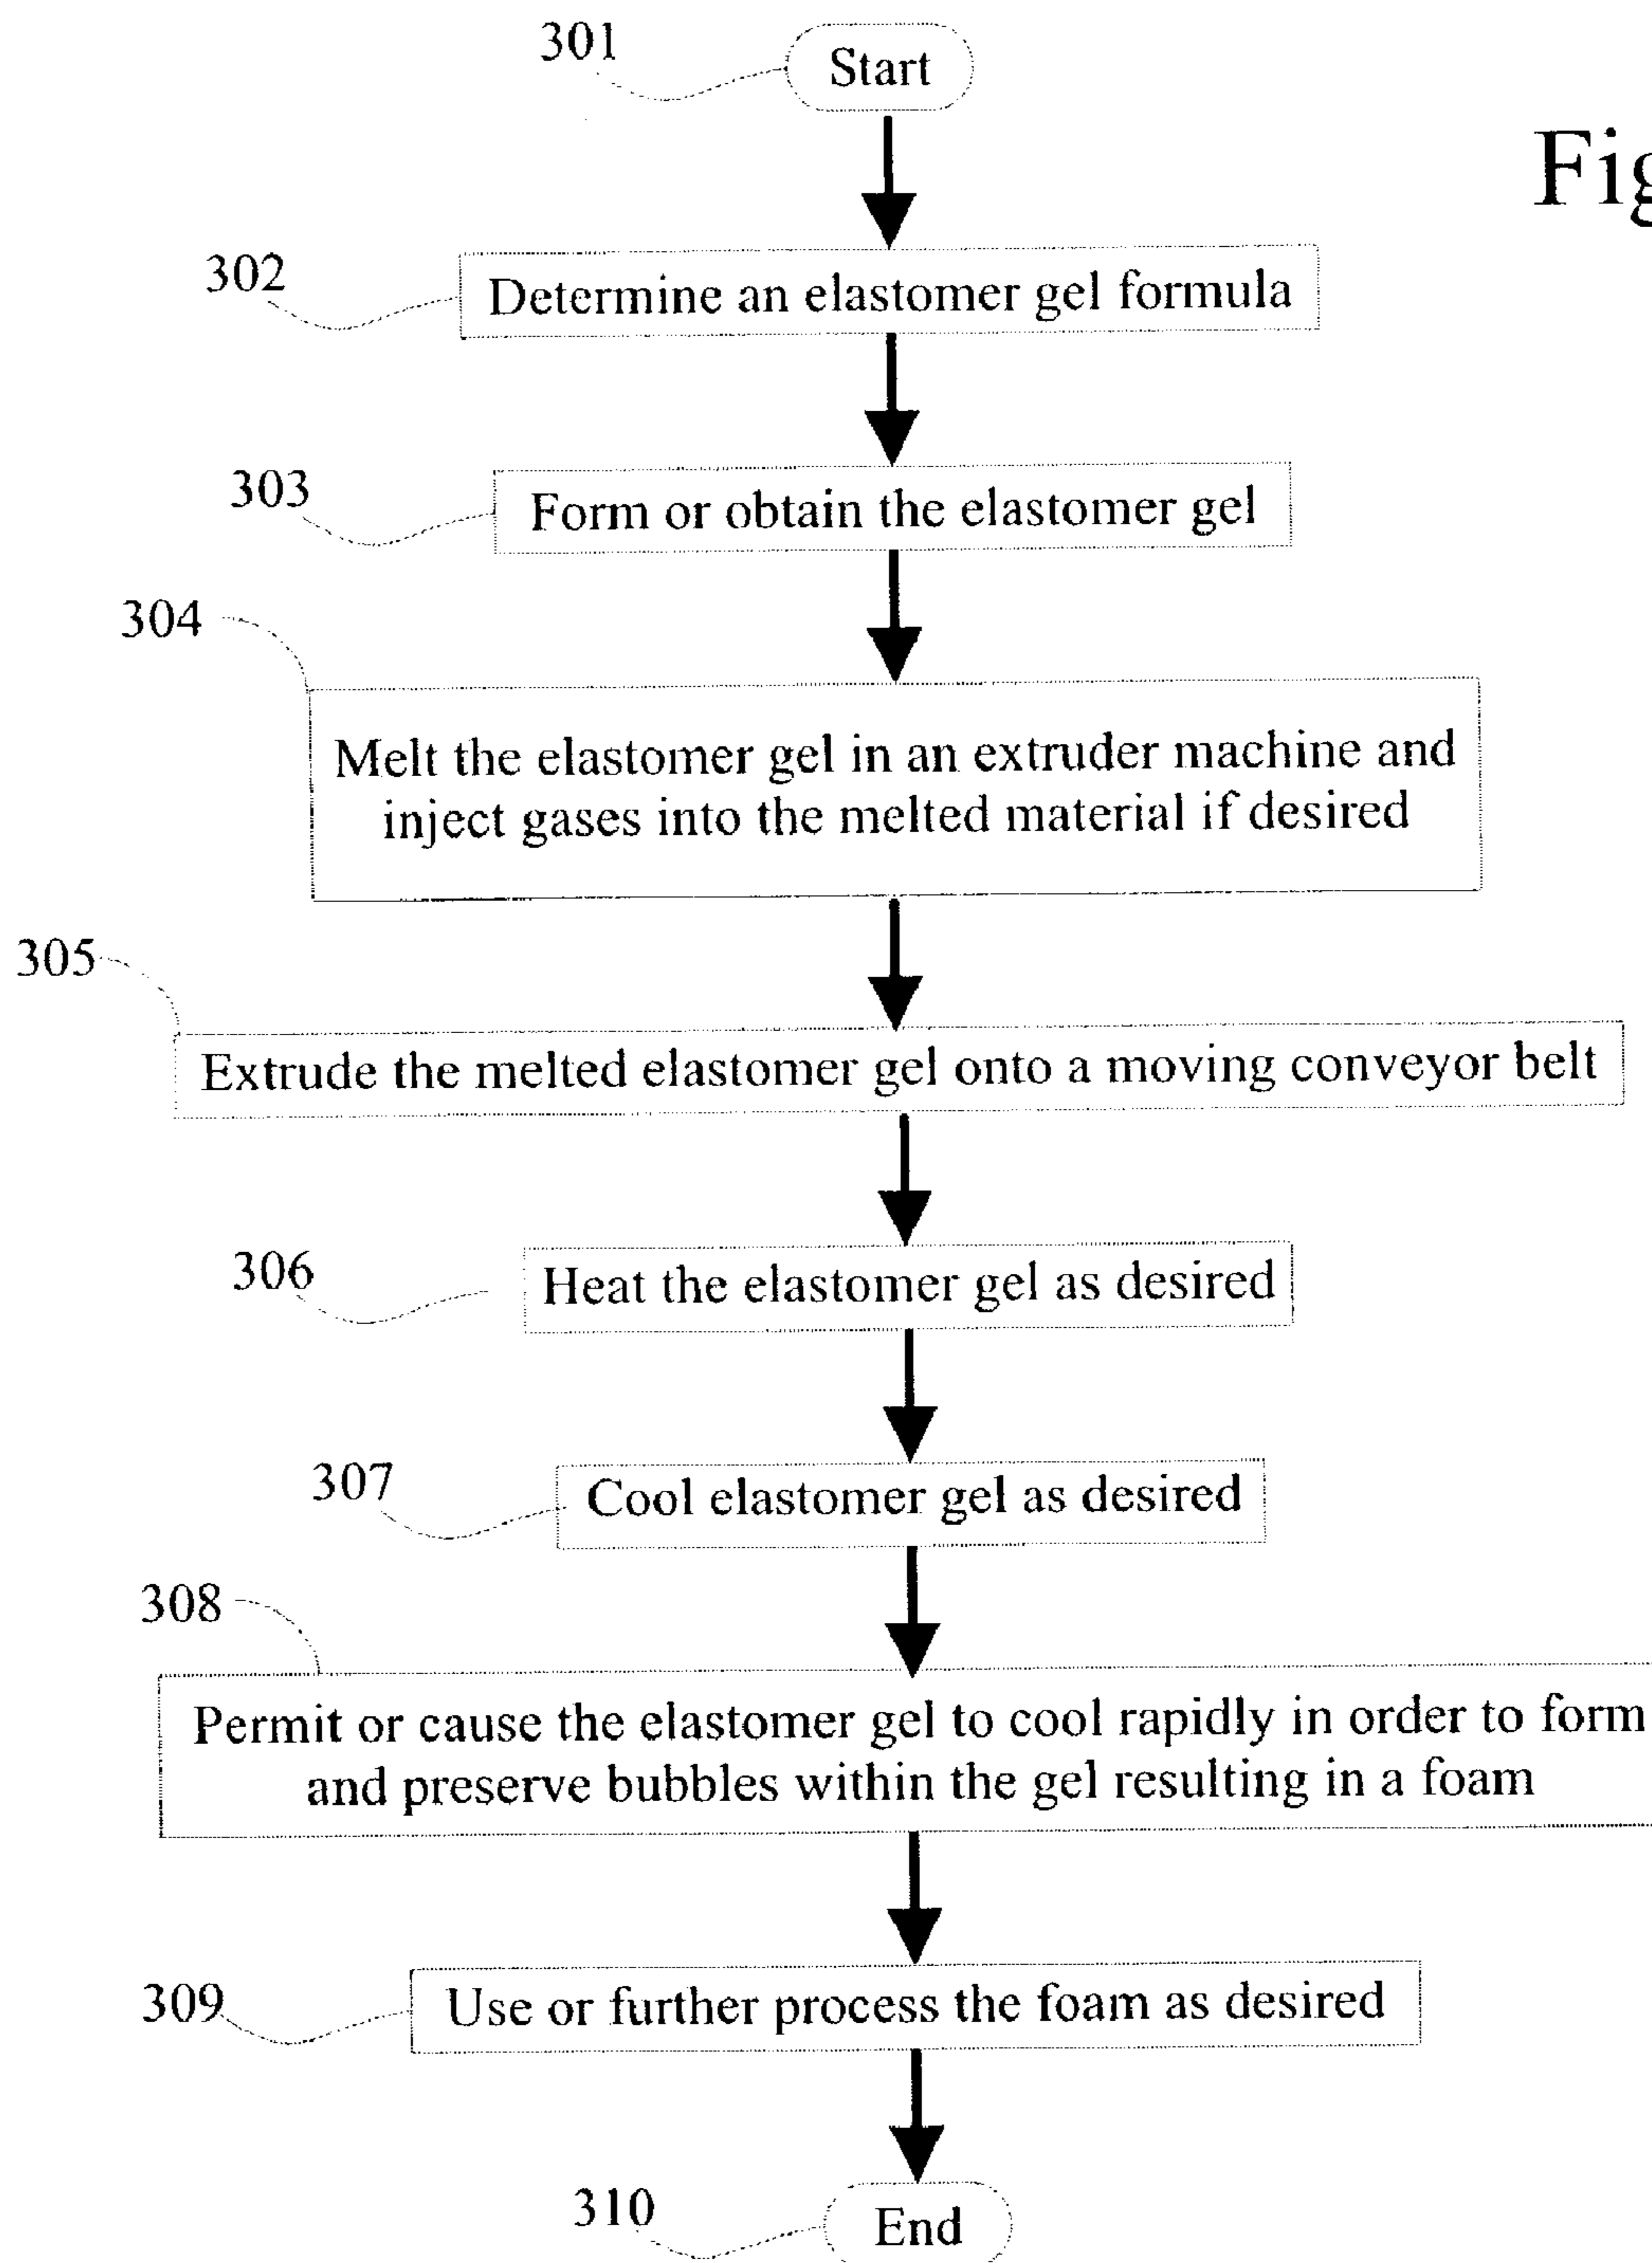 301
Start
Fig
302
Determine an elastomer gel formula
303
Form or obtain the elastomer gel
304
Melt the elastomer gel in an extruder machine and
inject gases into the melted material if desired
305
Extrude the melted elastomer gel onto a moving conveyor belt
306
Heat the elastomer gel as desired
307
Cool elastomer gel as desired
308
Permit or cause the elastomer gel to cool rapidly in order to form
and preserve bubbles within the gel resulting in a foam
309
Use or further process the foam as desired
310
End